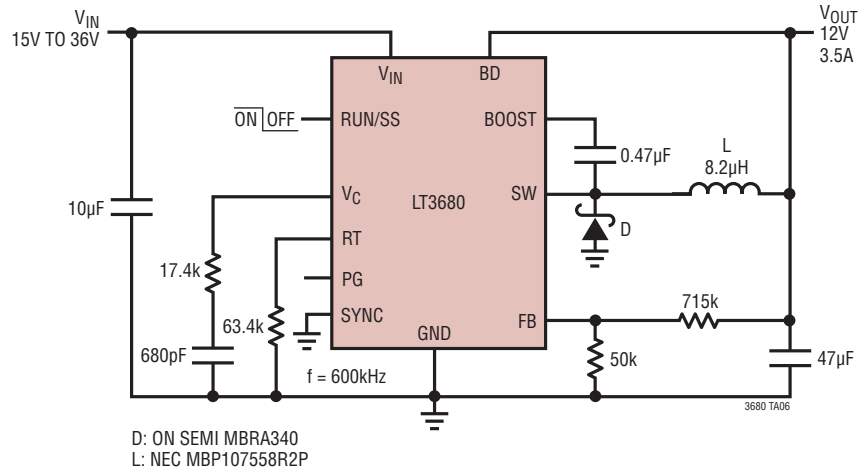 VIN
15V TO 36V
VOUT
12V
3.5A
VIN
BD
ON OFF
RUN/SS
BOOST
0.47µF
L
8.2µH
VC
LT3680
SW
10µF
D
RT
17.4k
PG
715k
SYNC
63.4k
FB
GND
680pF
50k
47µF
f = 600kHz
3680 TA06
D: ON SEMI MBRA340
L: NEC MBP107558R2P